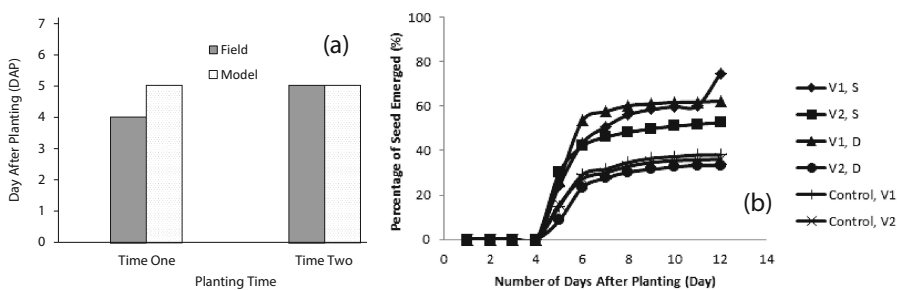 7
6
5
4
3
2
1
0
Day After Planting (DAP)
Field
Model
(a)
Time One
Time Two
Planting Time
100
80
60
40
20
0
Percentage of Seed Emerged (%)
0 2 4 6 8 10 12 14
Number of Days After Planting (Day)
(b)
V1, S
V2, S
V1, D
V2, D
Control, V1
Control, V2